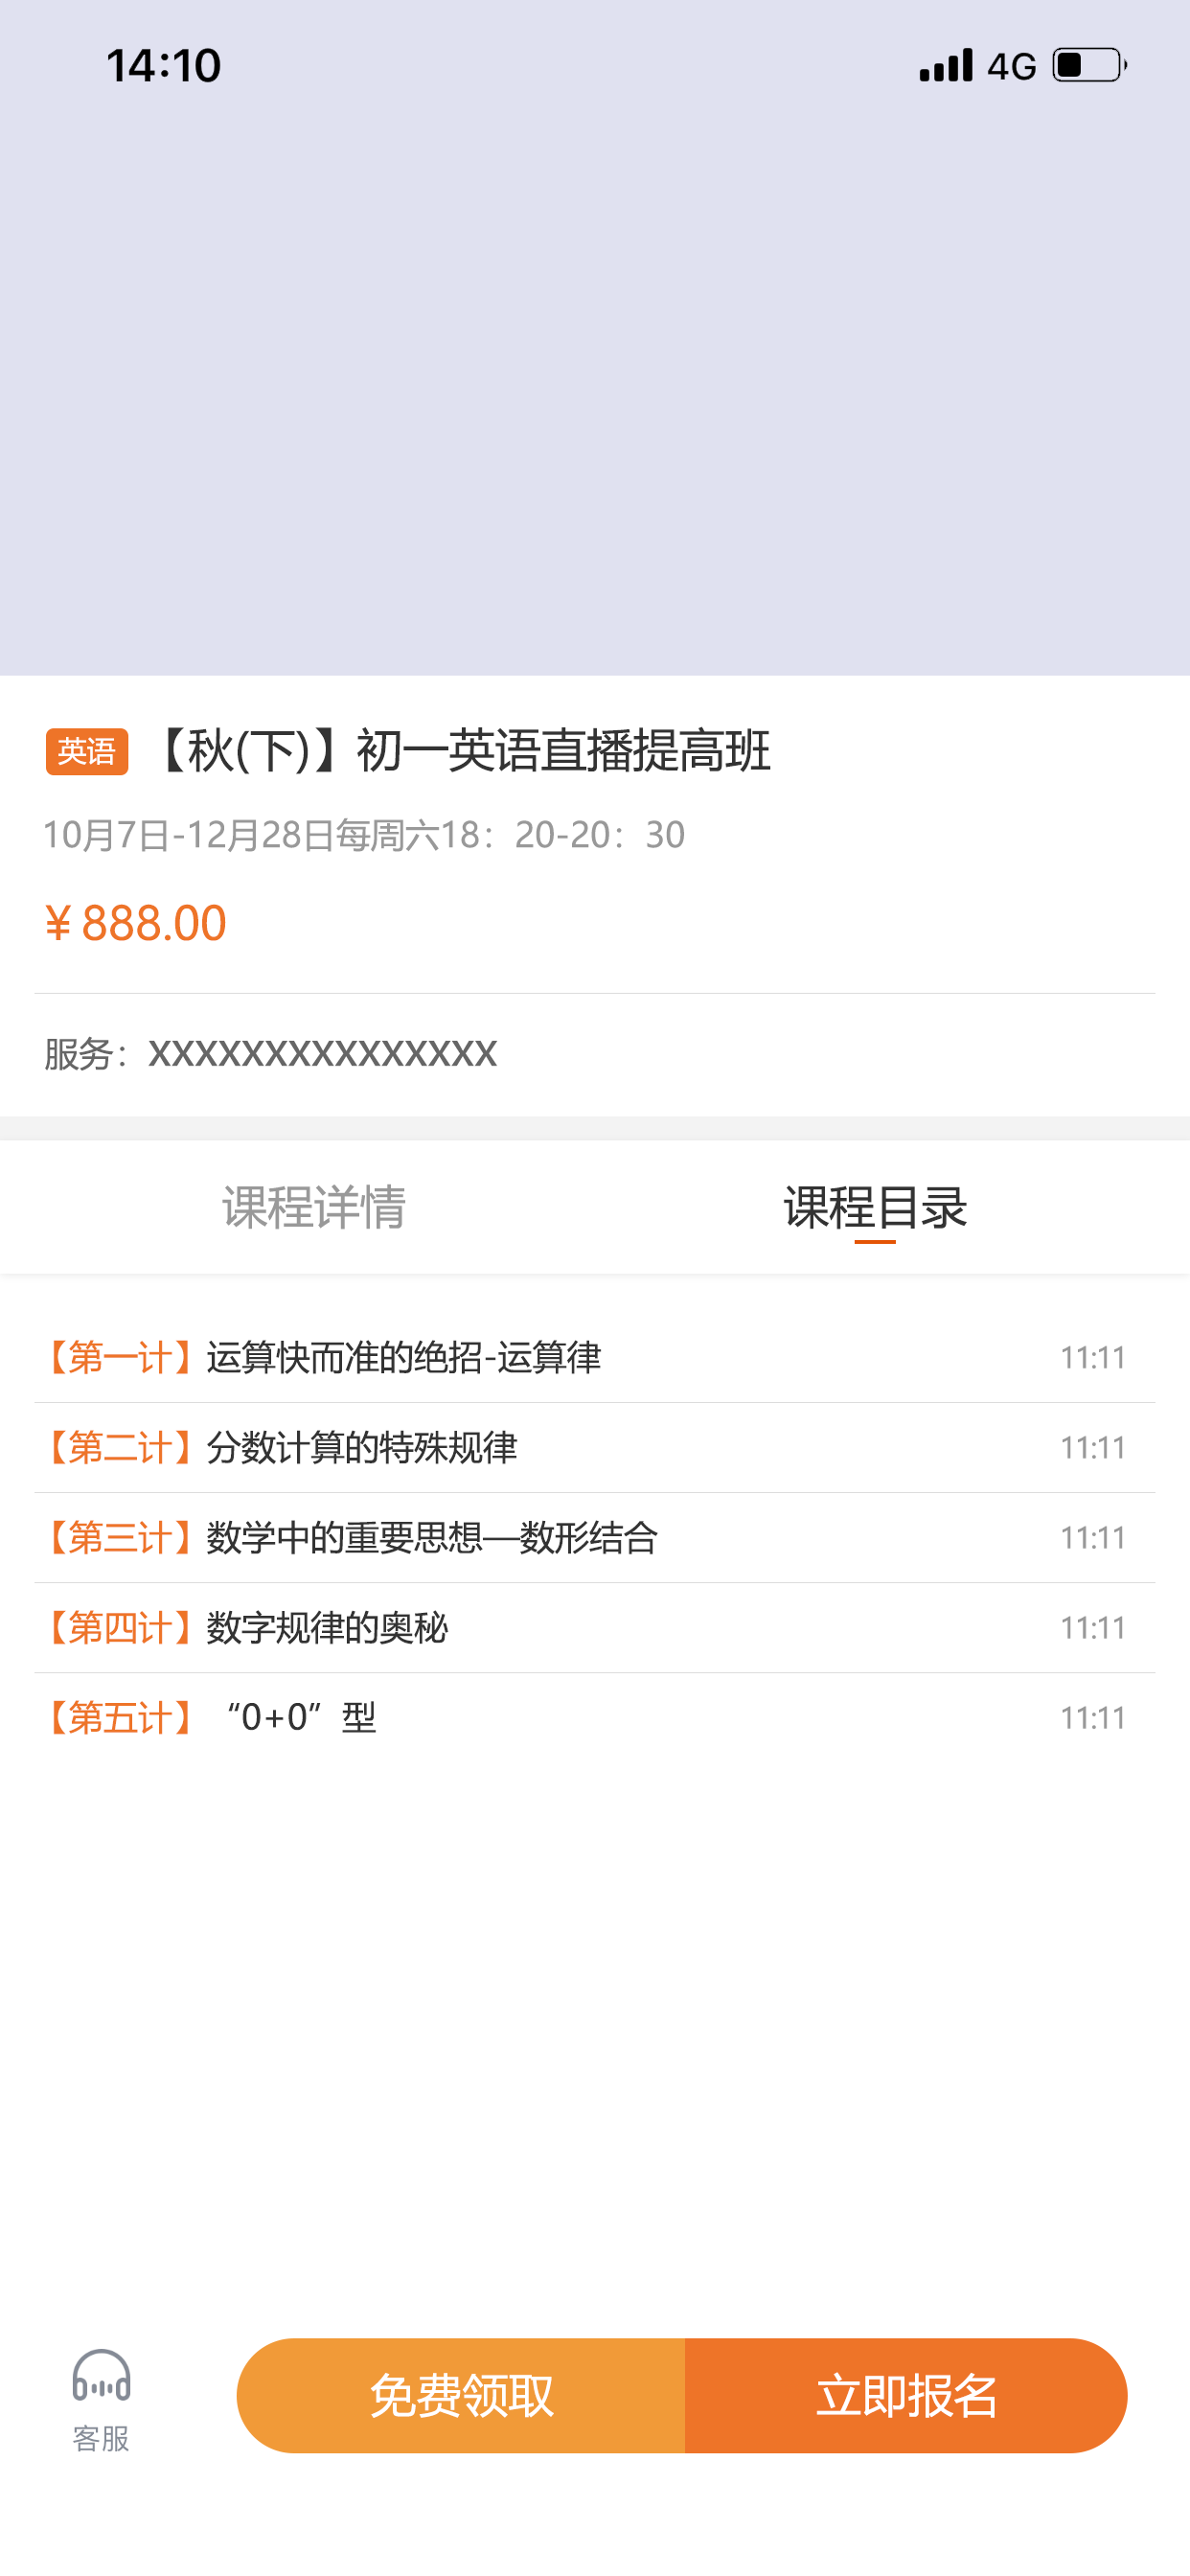 14:10 4G
英语 【秋(下)】初一英语直播提高班
10月7日-12月28日每周六18：20-20：30
¥ 888.00
服务：XXXXXXXXXXXXXXX
课程详情 课程目录
【第一计】运算快而准的绝招-运算律 11:11
【第二计】分数计算的特殊规律 11:11
【第三计】数学中的重要思想—数形结合 11:11
【第四计】数字规律的奥秘 11:11
【第五计】 “0+0”型 11:11
免费领取 立即报名
客服